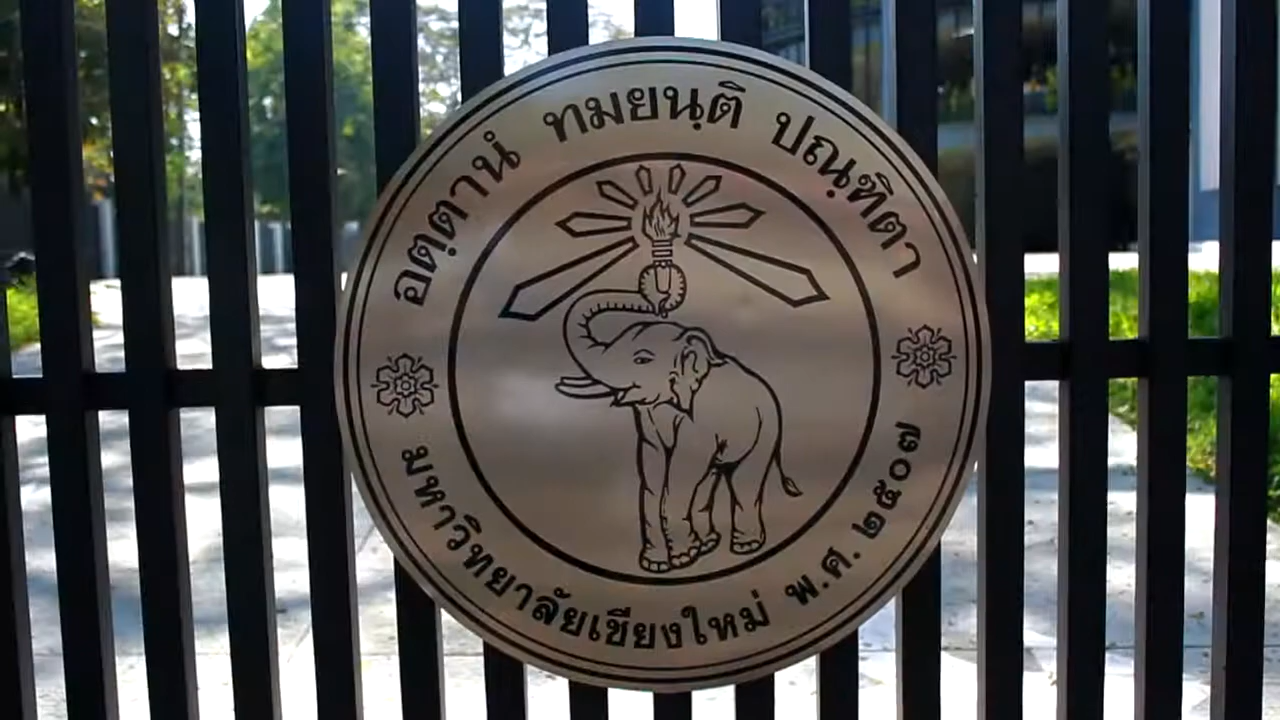 อตฺตานํ ทมยนฺติ ปณฺฑิตา
มหาวิทยาลัยเชียงใหม่ พ.ศ. ๒๕๐๗